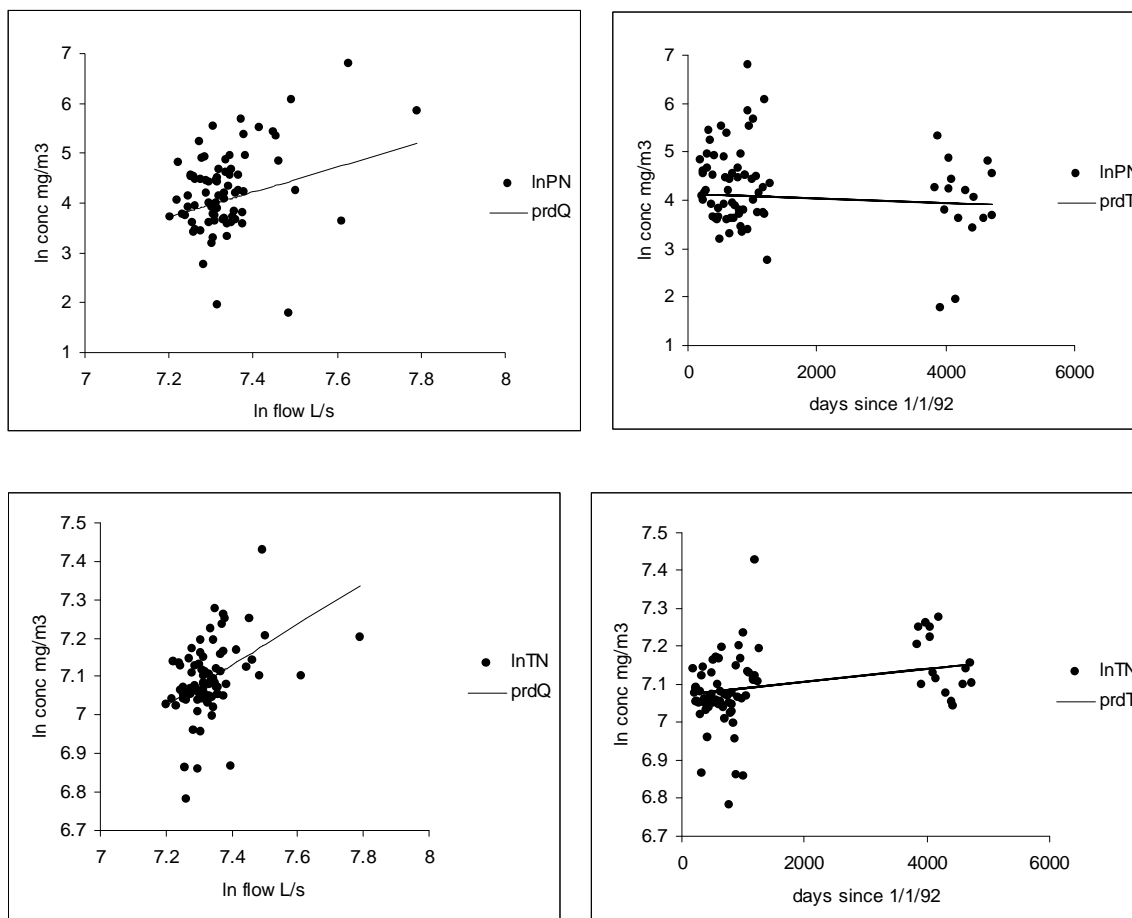 7
6
5
4
3
2
1
ln conc mg/m3
7 7.2 7.4 7.6 7.8 8
ln flow L/s
lnPN
prdQ
7
6
5
4
3
2
1
ln conc mg/m3
0 2000 4000 6000
days since 1/1/92
lnPN
prdT
7.5
7.4
7.3
7.2
7.1
7
6.9
6.8
6.7
ln conc mg/m3
7 7.2 7.4 7.6 7.8 8
ln flow L/s
lnTN
prdQ
7.5
7.4
7.3
7.2
7.1
7
6.9
6.8
6.7
ln conc mg/m3
0 2000 4000 6000
days since 1/1/92
lnTN
prdT